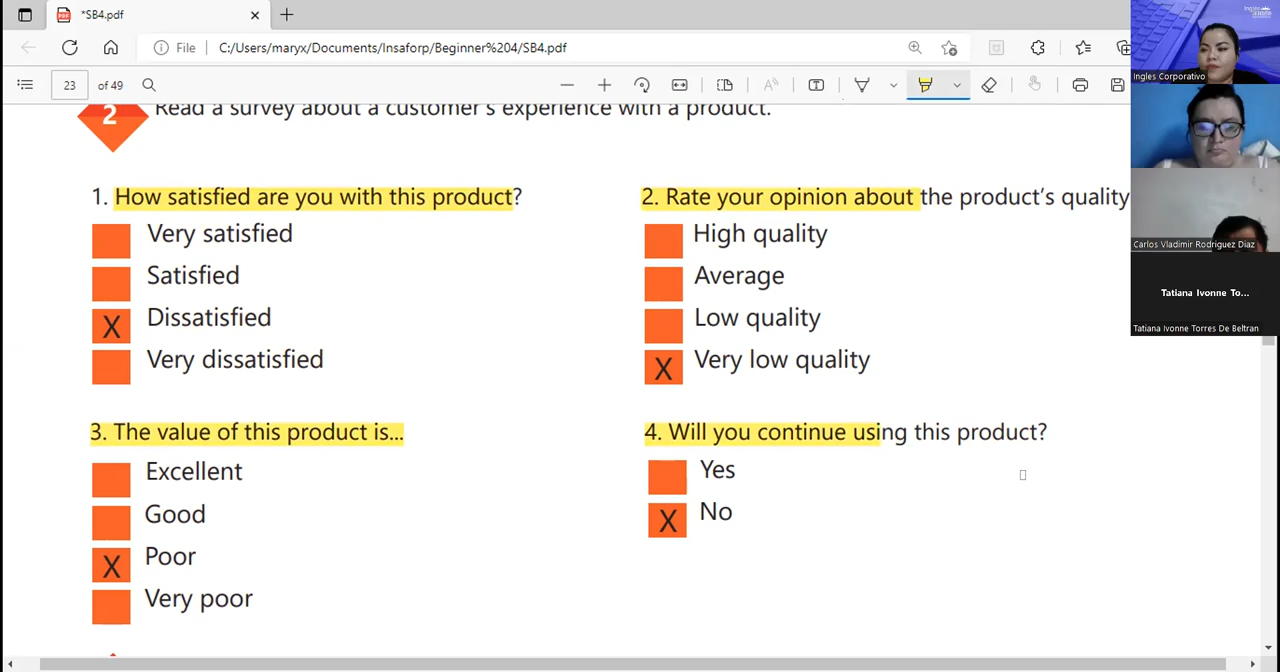 *SB4.pdf
File C:/Users/maryx/Documents/Insaforp/Beginner%204/SB4.pdf
23 of 49
2 Read a survey about a customer's experience with a product.
1. How satisfied are you with this product?
Very satisfied
Satisfied
X Dissatisfied
Very dissatisfied
2. Rate your opinion about the product's quality
High quality
Average
Low quality
X Very low quality
3. The value of this product is...
Excellent
Good
X Poor
Very poor
4. Will you continue using this product?
Yes
X No
Ingles Corporativo
Carlos Vladimir Rodriguez Diaz
Tatiana Ivonne To...
Tatiana Ivonne Torres De Beltran